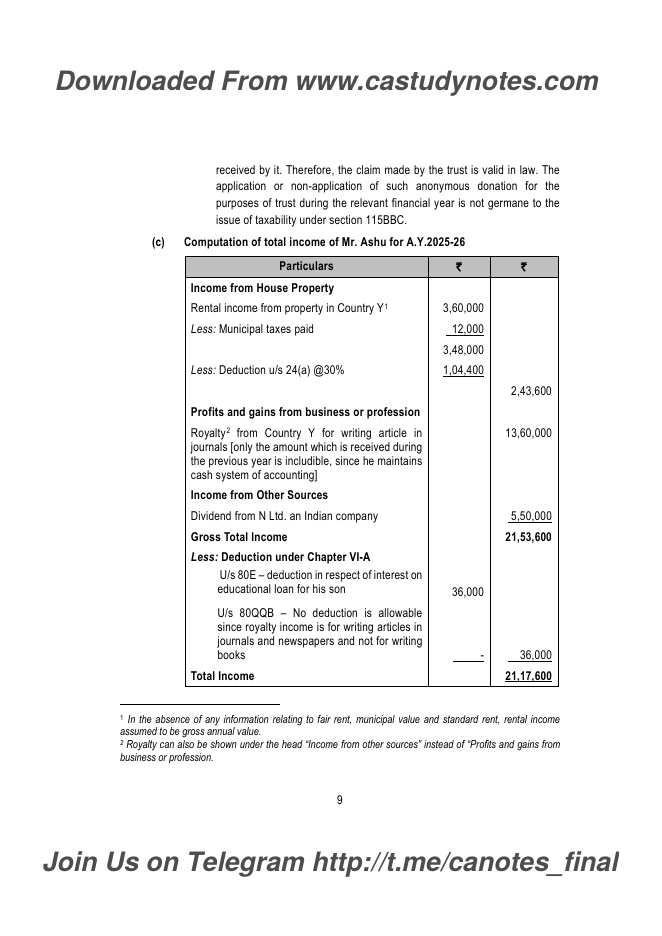 Downloaded From www.castudynotes.com
received by it. Therefore, the claim made by the trust is valid in law. The
application or non-application of such anonymous donation for the
purposes of trust during the relevant financial year is not germane to the
issue of taxability under section 115BBC.
(c) Computation of total income of Mr. Ashu for A.Y.2025-26
Particulars ₹ ₹
Income from House Property
Rental income from property in Country Y1 3,60,000
Less: Municipal taxes paid 12,000
3,48,000
Less: Deduction u/s 24(a) @30% 1,04,400
2,43,600
Profits and gains from business or profession
Royalty2 from Country Y for writing article in 13,60,000
journals [only the amount which is received during
the previous year is includible, since he maintains
cash system of accounting]
Income from Other Sources
Dividend from N Ltd. an Indian company 5,50,000
Gross Total Income 21,53,600
Less: Deduction under Chapter VI-A
U/s 80E – deduction in respect of interest on
educational loan for his son 36,000
U/s 80QQB – No deduction is allowable
since royalty income is for writing articles in
journals and newspapers and not for writing
books - 36,000
Total Income 21,17,600
1 In the absence of any information relating to fair rent, municipal value and standard rent, rental income
assumed to be gross annual value.
2 Royalty can also be shown under the head “Income from other sources” instead of “Profits and gains from
business or profession.
9
Join Us on Telegram http://t.me/canotes_final